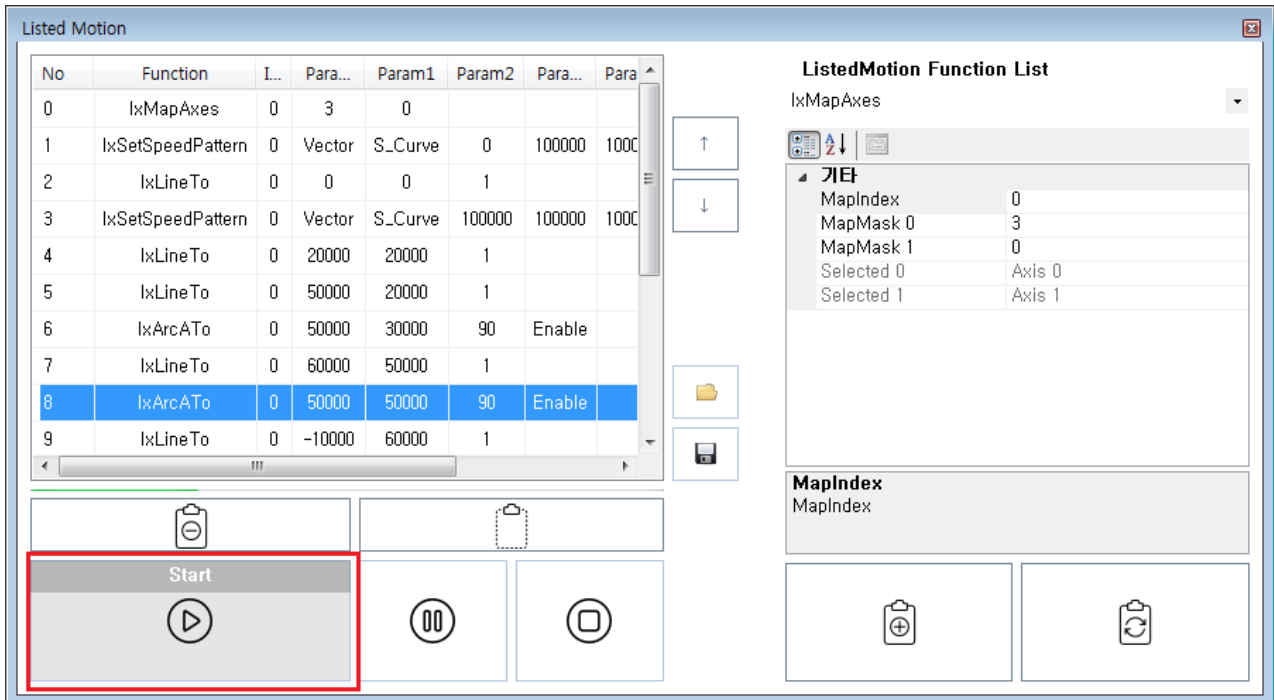 Listed Motion
No Function I... Para... Param1 Param2 Para... Para
0 IxMapAxes 0 3 0
1 IxSetSpeedPattern 0 Vector S_Curve 0 100000 1000
2 IxLineTo 0 0 0 1
3 IxSetSpeedPattern 0 Vector S_Curve 100000 100000 1000
4 IxLineTo 0 20000 20000 1
5 IxLineTo 0 50000 20000 1
6 IxArcATo 0 50000 30000 90 Enable
7 IxLineTo 0 60000 50000 1
8 IxArcATo 0 50000 50000 90 Enable
9 IxLineTo 0 -10000 60000 1
Start
ListedMotion Function List
IxMapAxes
기타
MapIndex 0
MapMask 0 3
MapMask 1 0
Selected 0 Axis 0
Selected 1 Axis 1
MapIndex
MapIndex